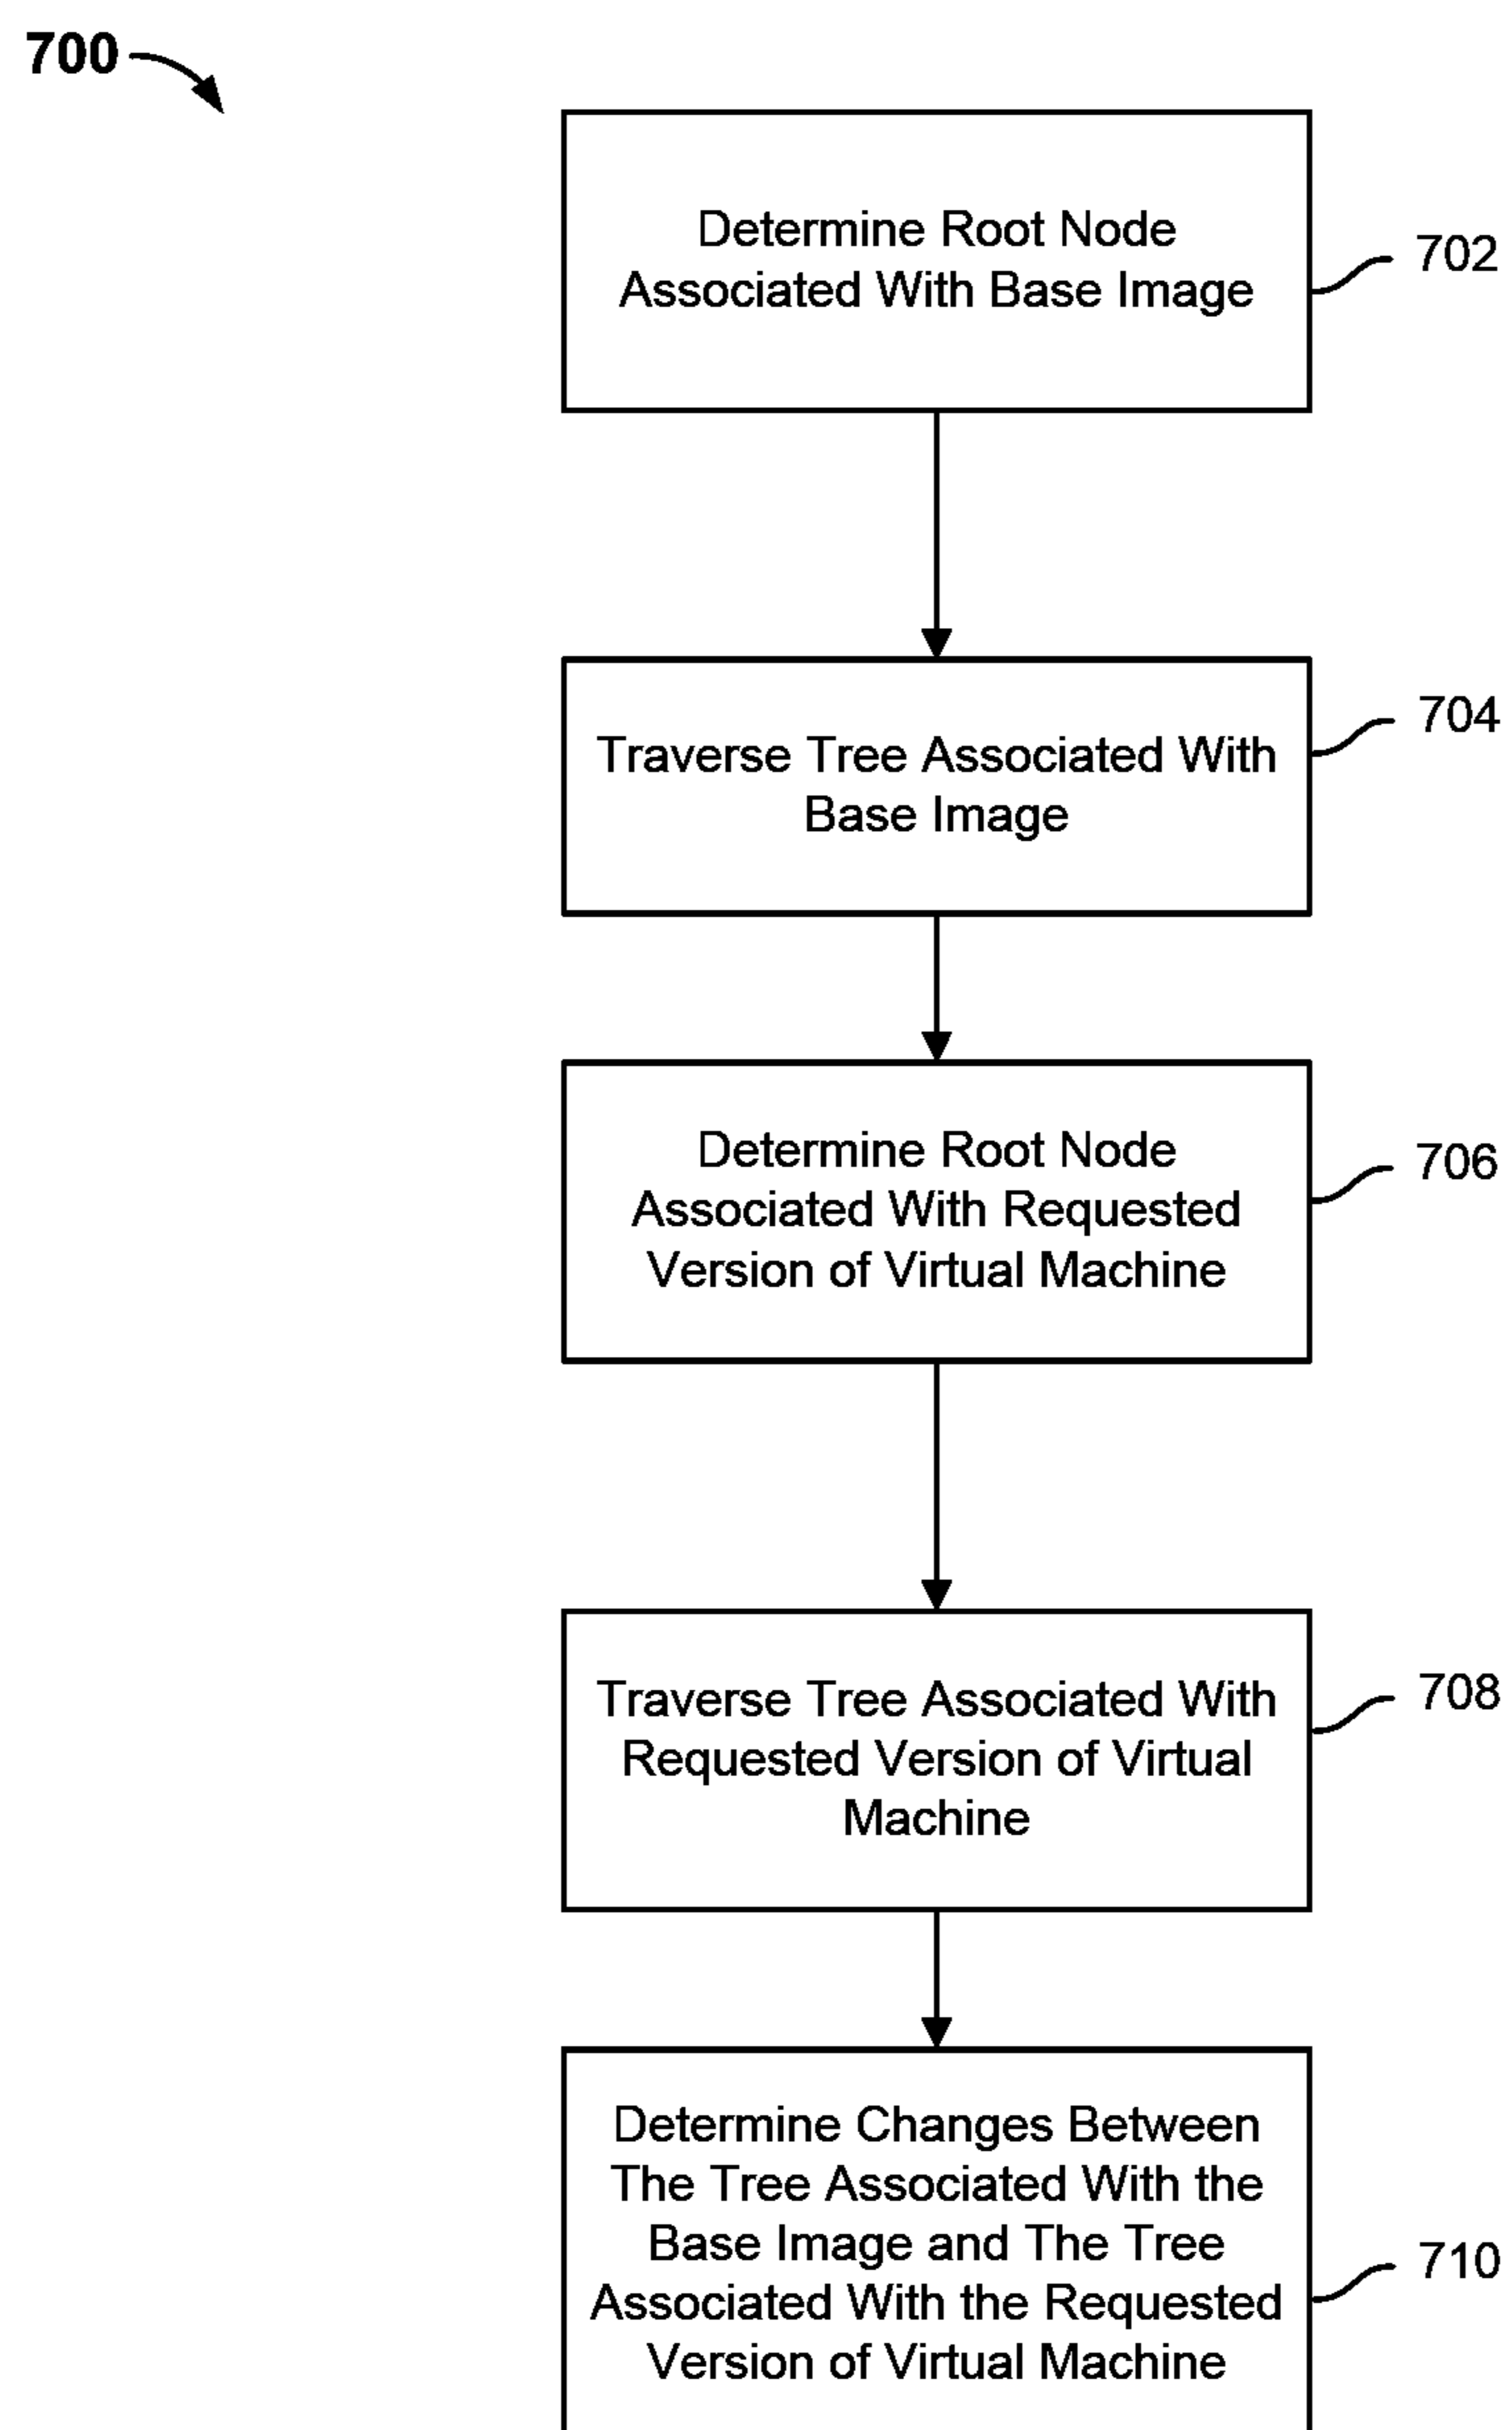 700
Determine Root Node
Associated With Base Image
702
Traverse Tree Associated With
Base Image
704
Determine Root Node
Associated With Requested
Version of Virtual Machine
706
Traverse Tree Associated With
Requested Version of Virtual
Machine
708
Determine Changes Between
The Tree Associated With the
Base Image and The Tree
Associated With the Requested
Version of Virtual Machine
710